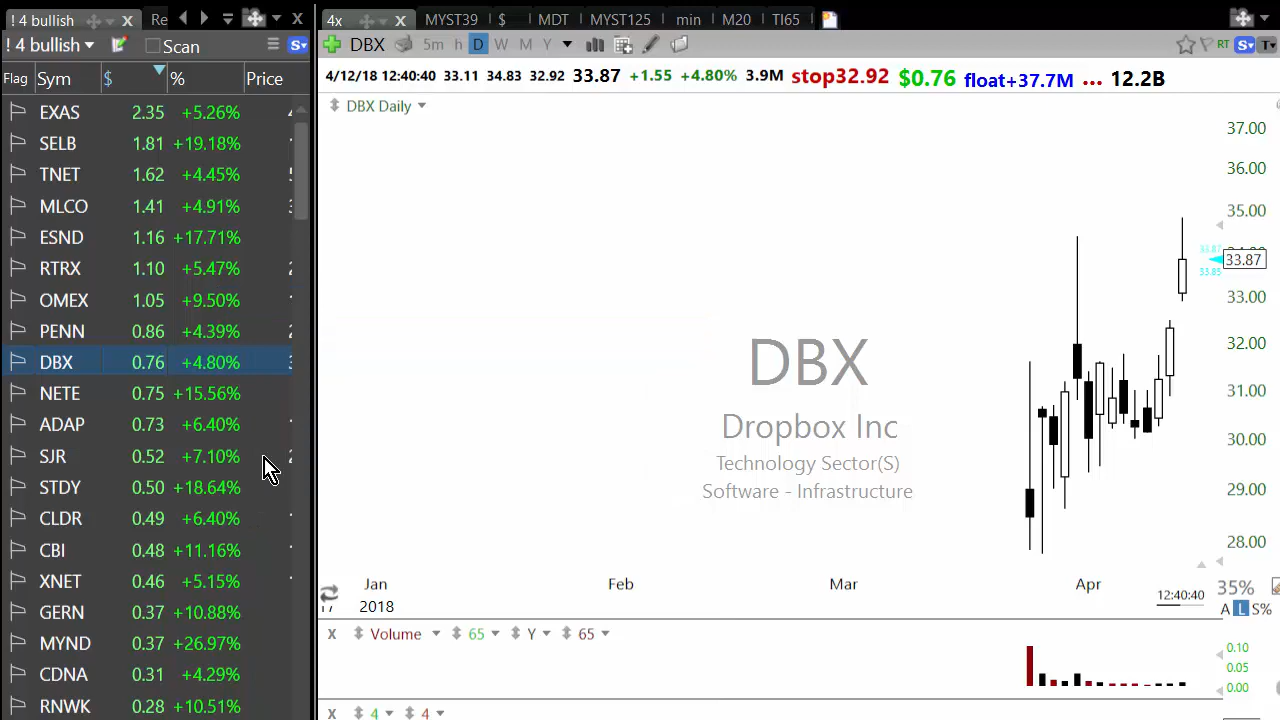 ! 4 bullish
Re
! 4 bullish
Scan
S
Flag Sym $ % Price
EXAS 2.35 +5.26%
SELB 1.81 +19.18%
TNET 1.62 +4.45%
MLCO 1.41 +4.91%
ESND 1.16 +17.71%
RTRX 1.10 +5.47%
OMEX 1.05 +9.50%
PENN 0.86 +4.39%
DBX 0.76 +4.80%
NETE 0.75 +15.56%
ADAP 0.73 +6.40%
SJR 0.52 +7.10%
STDY 0.50 +18.64%
CLDR 0.49 +6.40%
CBI 0.48 +11.16%
XNET 0.46 +5.15%
GERN 0.37 +10.88%
MYND 0.37 +26.97%
CDNA 0.31 +4.29%
RNWK 0.28 +10.51%
4x MYST39 $ MDT MYST125 min M20 TI65
DBX 5m h D W M Y RT S T
4/12/18 12:40:40 33.11 34.83 32.92 33.87 +1.55 +4.80% 3.9M stop32.92 $0.76 float+37.7M ... 12.2B
DBX Daily
37.00
36.00
35.00
33.87
33.87
33.85
33.00
32.00
31.00
30.00
29.00
28.00
DBX
Dropbox Inc
Technology Sector(S)
Software - Infrastructure
Jan Feb Mar Apr
2018
12:40:40
35%
A L S%
X Volume 65 Y 65
0.10
0.05
0.00
X 4 4